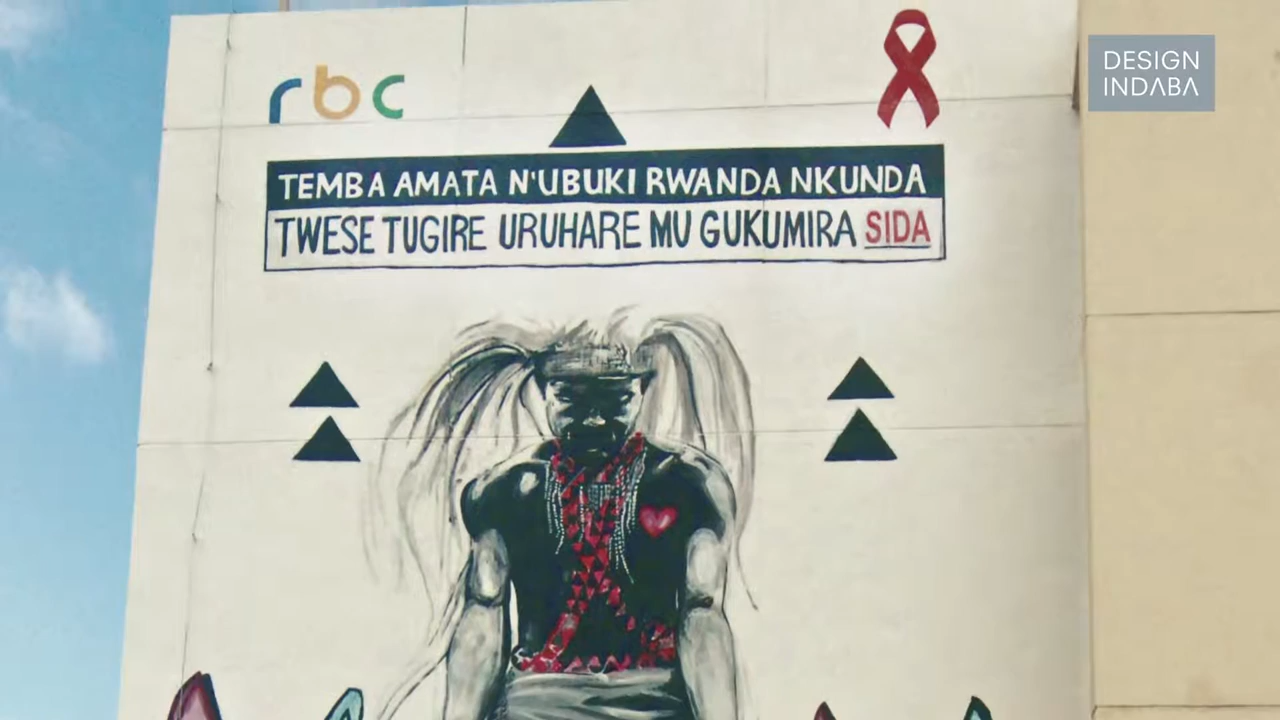 rbc
DESIGN
INDABA
TEMBA AMATA N'UBUKI RWANDA NKUNDA
TWESE TUGIRE URUHARE MU GUKUMIRA SIDA